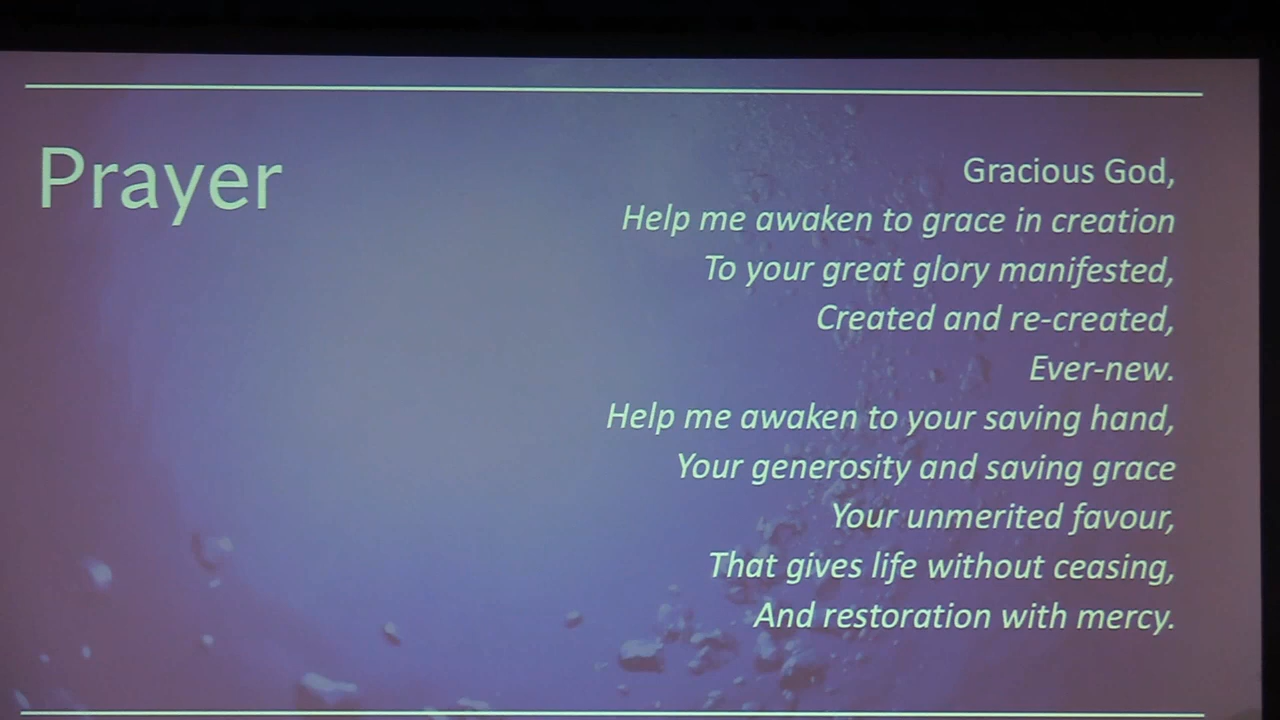 Prayer
Gracious God,
Help me awaken to grace in creation
To your great glory manifested,
Created and re-created,
Ever-new.
Help me awaken to your saving hand,
Your generosity and saving grace
Your unmerited favour,
That gives life without ceasing,
And restoration with mercy.